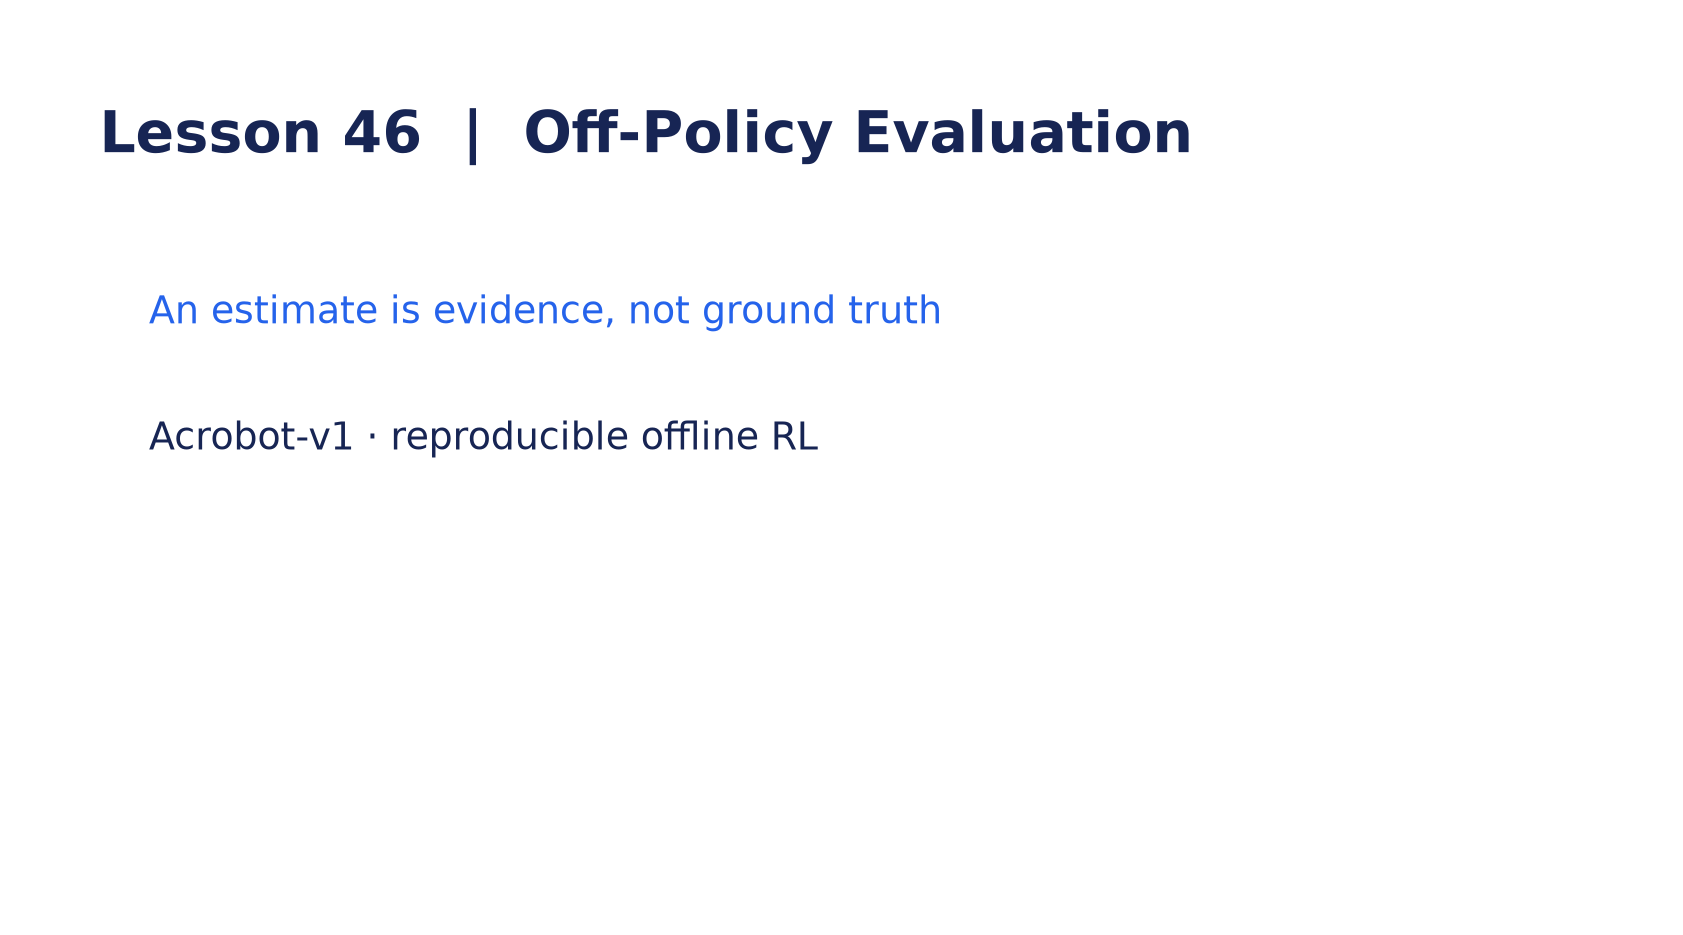 Lesson 46 | Off-Policy Evaluation
An estimate is evidence, not ground truth
Acrobot-v1 · reproducible offline RL